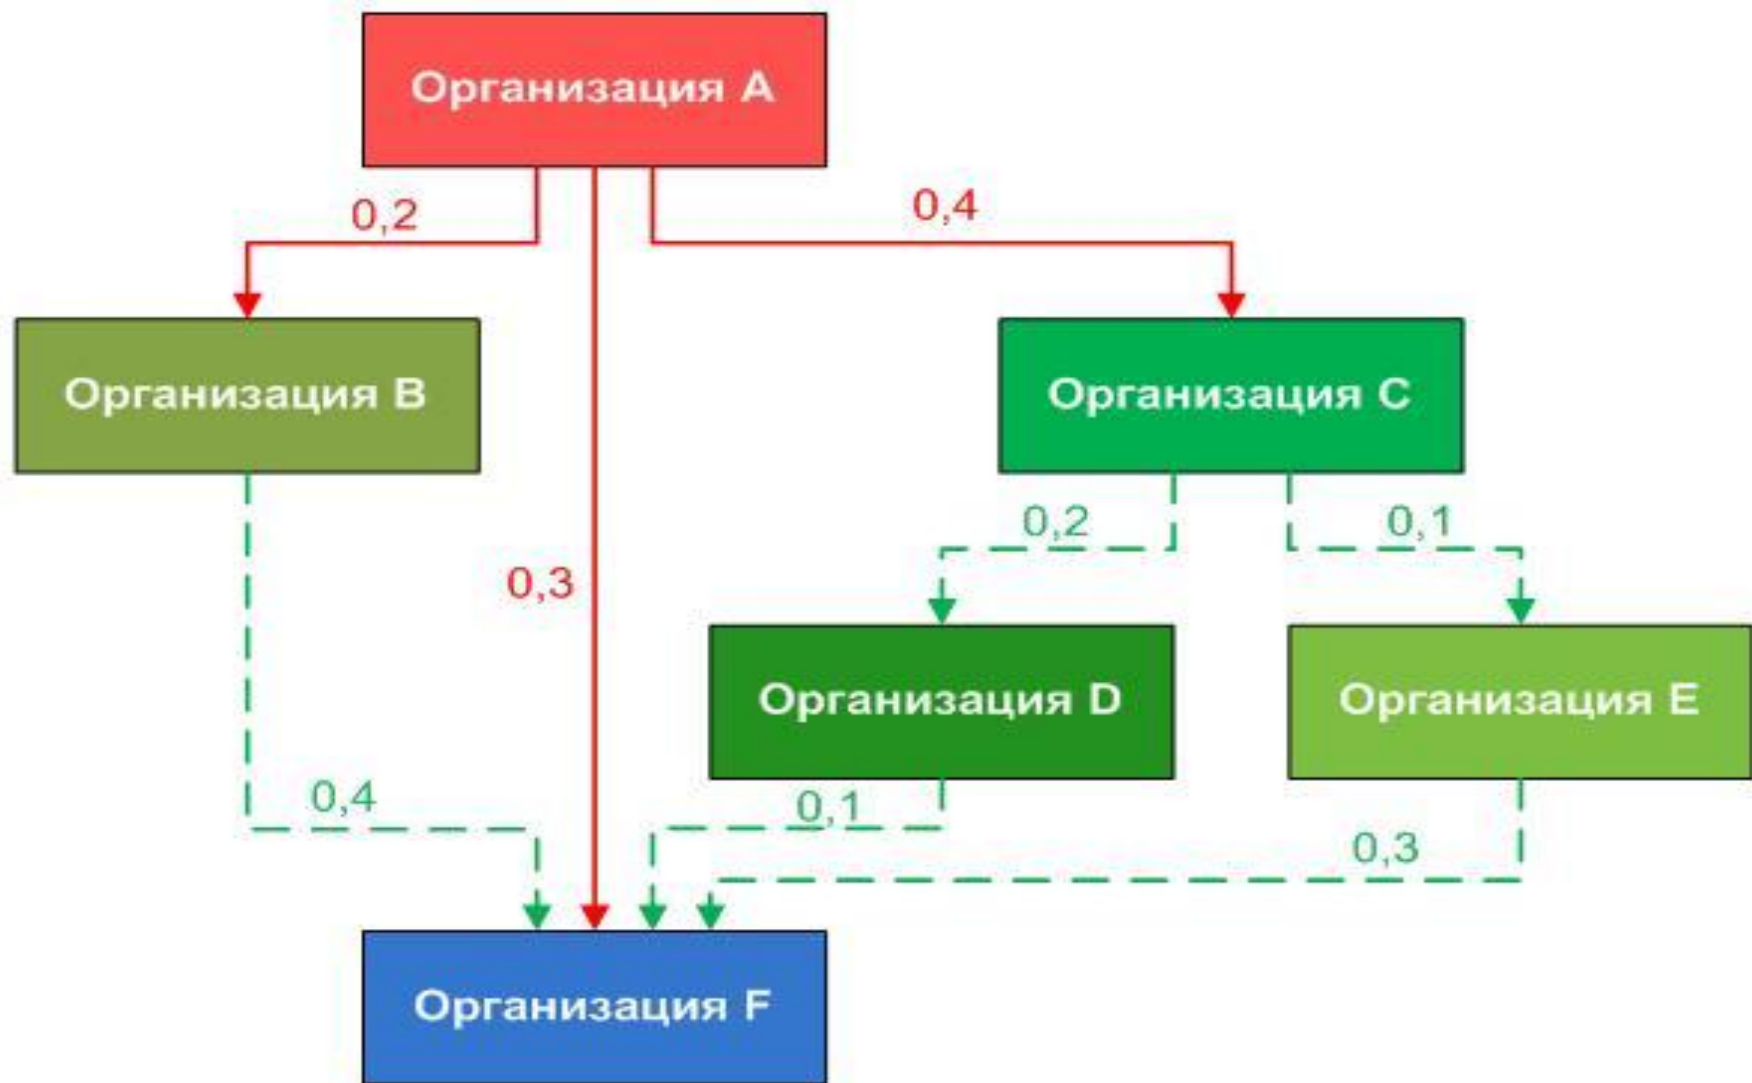 Организация A
0,2
0,4
Организация B
Организация C
0,2
0,1
0,3
Организация D
Организация E
0,4
0,1
0,3
Организация F